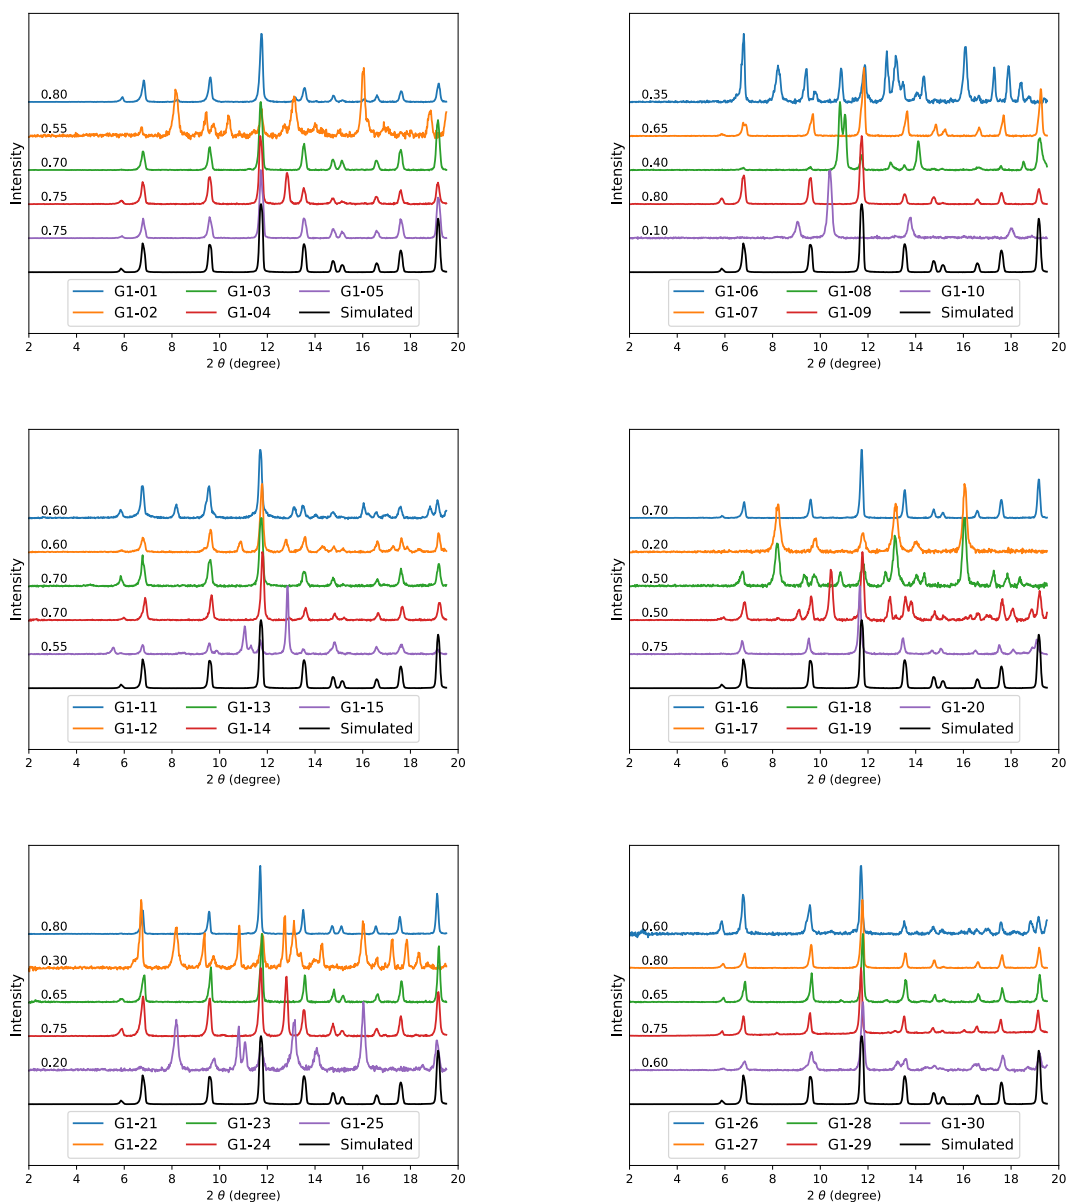 Intensity
0.80
0.55
0.70
0.75
0.75
G1-01 G1-03 G1-05
G1-02 G1-04 Simulated
2 4 6 8 10 12 14 16 18 20
2 θ (degree)
Intensity
0.35
0.65
0.40
0.80
0.10
G1-06 G1-08 G1-10
G1-07 G1-09 Simulated
2 4 6 8 10 12 14 16 18 20
2 θ (degree)
Intensity
0.60
0.60
0.70
0.70
0.55
G1-11 G1-13 G1-15
G1-12 G1-14 Simulated
2 4 6 8 10 12 14 16 18 20
2 θ (degree)
Intensity
0.70
0.20
0.50
0.50
0.75
G1-16 G1-18 G1-20
G1-17 G1-19 Simulated
2 4 6 8 10 12 14 16 18 20
2 θ (degree)
Intensity
0.80
0.30
0.65
0.75
0.20
G1-21 G1-23 G1-25
G1-22 G1-24 Simulated
2 4 6 8 10 12 14 16 18 20
2 θ (degree)
Intensity
0.60
0.80
0.65
0.75
0.60
G1-26 G1-28 G1-30
G1-27 G1-29 Simulated
2 4 6 8 10 12 14 16 18 20
2 θ (degree)